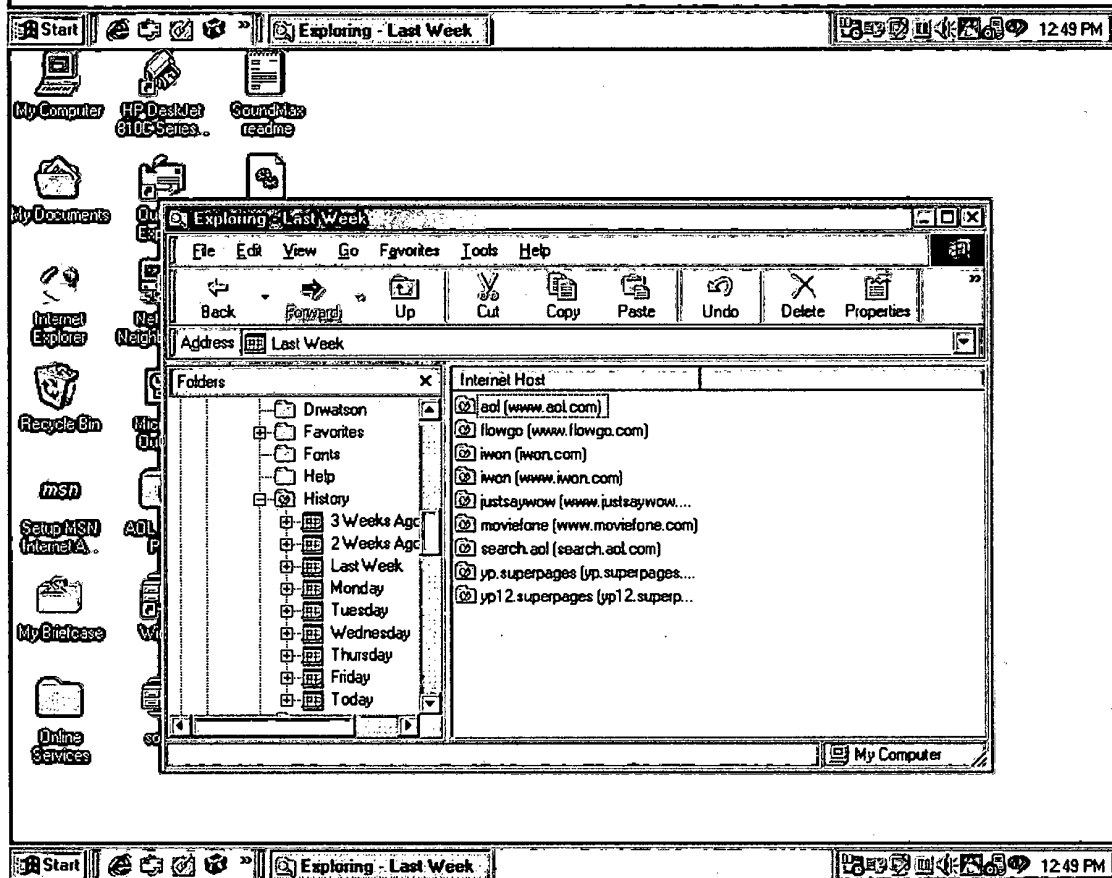 Start » Exploring - Last Week 12:49 PM
My Computer HP DeskJet 810C Series... SoundMax readme
My Documents
Exploring - Last Week
File Edit View Go Favorites Tools Help
Back Forward Up Cut Copy Paste Undo Delete Properties »
Address Last Week
Internet Explorer
Folders × Internet Host
Drwatson
Favorites
Fonts
Help
History
3 Weeks Ago
2 Weeks Ago
Last Week
Monday
Tuesday
Wednesday
Thursday
Friday
Today
aol (www.aol.com)
flowgo (www.flowgo.com)
iwon (iwon.com)
iwon (www.iwon.com)
justsaywow (www.justsaywow....
moviefone (www.moviefone.com)
search.aol (search.aol.com)
yp.superpages (yp.superpages....
yp12.superpages (yp12.superp...
Recycle Bin
msn
Setup MSN Internet A...
AOL
My Briefcase
Online Services
My Computer
Start » Exploring - Last Week 12:49 PM